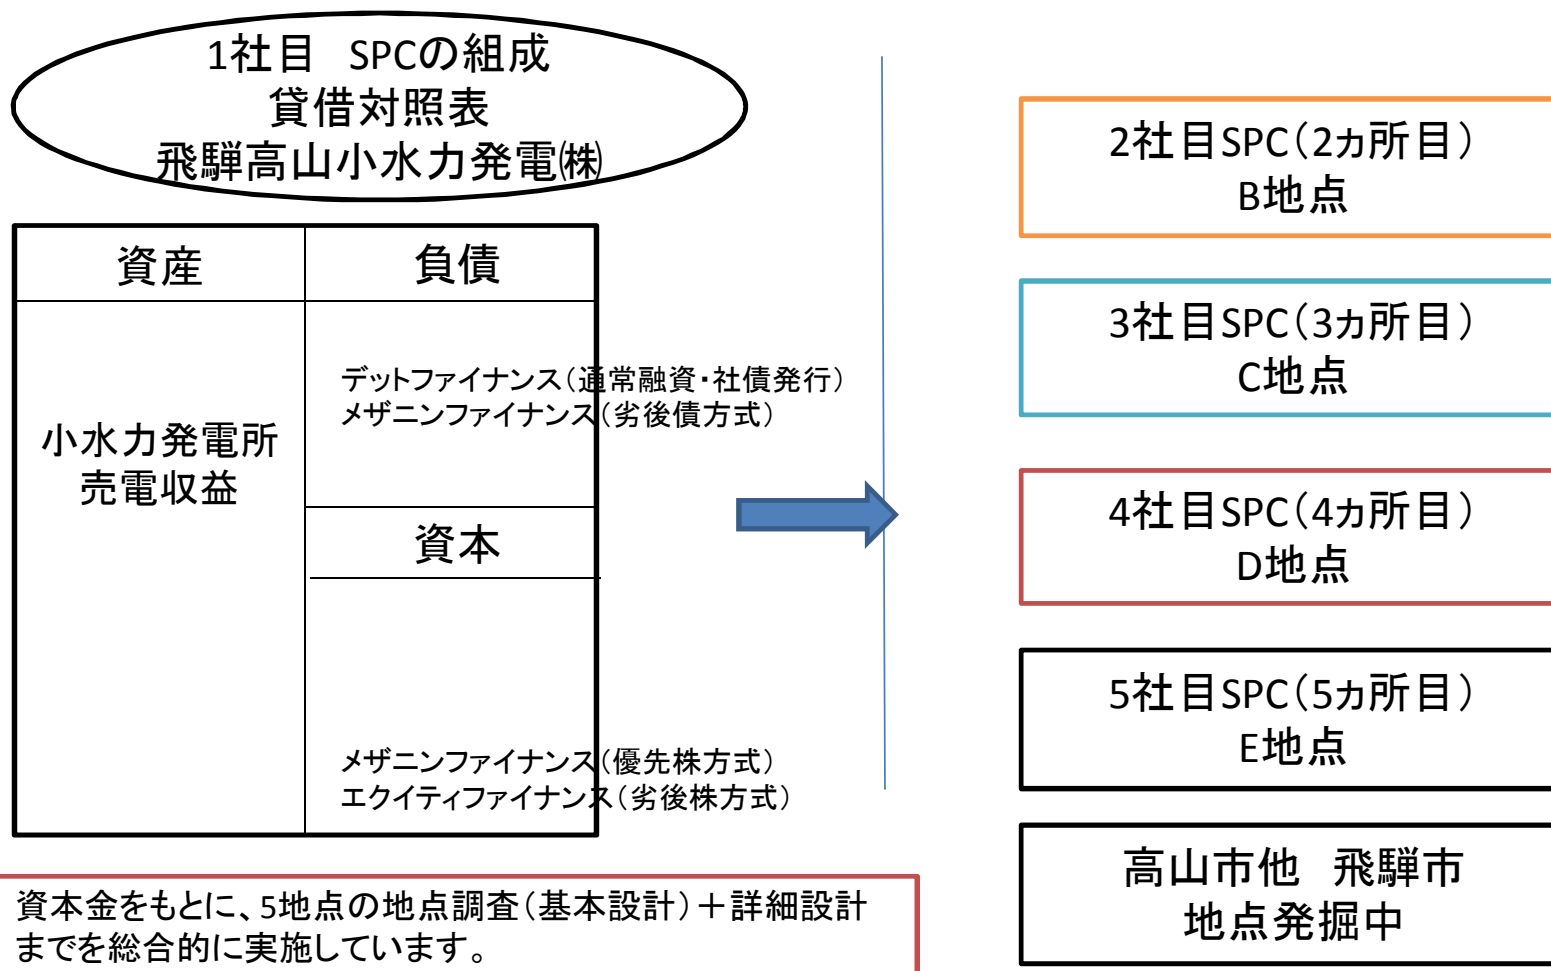 1社目　SPCの組成
貸借対照表
飛騨高山小水力発電㈱
資産
負債
デットファイナンス（通常融資・社債発行）
メザニンファイナンス（劣後債方式）
小水力発電所
売電収益
資本
メザニンファイナンス（優先株方式）
エクイティファイナンス（劣後株方式）
資本金をもとに、5地点の地点調査（基本設計）＋詳細設計
までを総合的に実施しています。
2社目SPC（2ヵ所目）
B地点
3社目SPC（3ヵ所目）
C地点
4社目SPC（4ヵ所目）
D地点
5社目SPC（5ヵ所目）
E地点
高山市他　飛騨市
地点発掘中